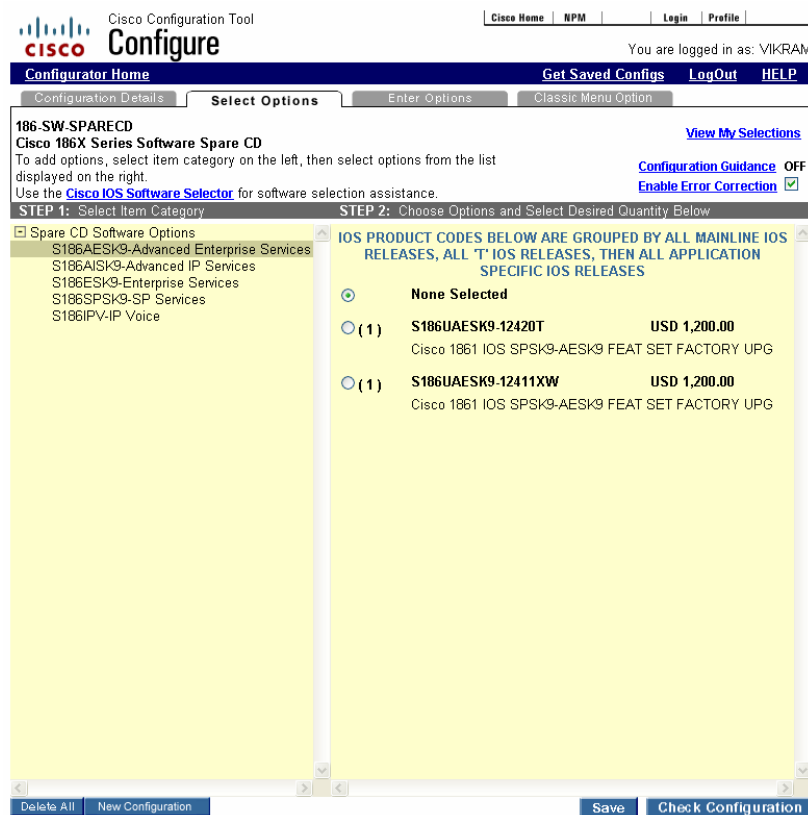 Cisco Configuration Tool
Cisco Home NPM Login Profile
CISCO
Configure
You are logged in as: VIKRAM
Configurator Home Get Saved Configs LogOut HELP
Configuration Details Select Options Enter Options Classic Menu Option
186-SW-SPARECD
Cisco 186X Series Software Spare CD
To add options, select item category on the left, then select options from the list
displayed on the right.
Use the Cisco IOS Software Selector for software selection assistance.
View My Selections
Configuration Guidance OFF
Enable Error Correction
STEP 1: Select Item Category
STEP 2: Choose Options and Select Desired Quantity Below
Spare CD Software Options
S186AESK9-Advanced Enterprise Services
S186AISK9-Advanced IP Services
S186ESK9-Enterprise Services
S186SPSK9-SP Services
S186IPV-IP Voice
IOS PRODUCT CODES BELOW ARE GROUPED BY ALL MAINLINE IOS
RELEASES, ALL 'T' IOS RELEASES, THEN ALL APPLICATION
SPECIFIC IOS RELEASES
None Selected
(1) S186UAESK9-12420T USD 1,200.00
Cisco 1861 IOS SPSK9-AESK9 FEAT SET FACTORY UPG
(1) S186UAESK9-12411XW USD 1,200.00
Cisco 1861 IOS SPSK9-AESK9 FEAT SET FACTORY UPG
Delete All New Configuration Save Check Configuration